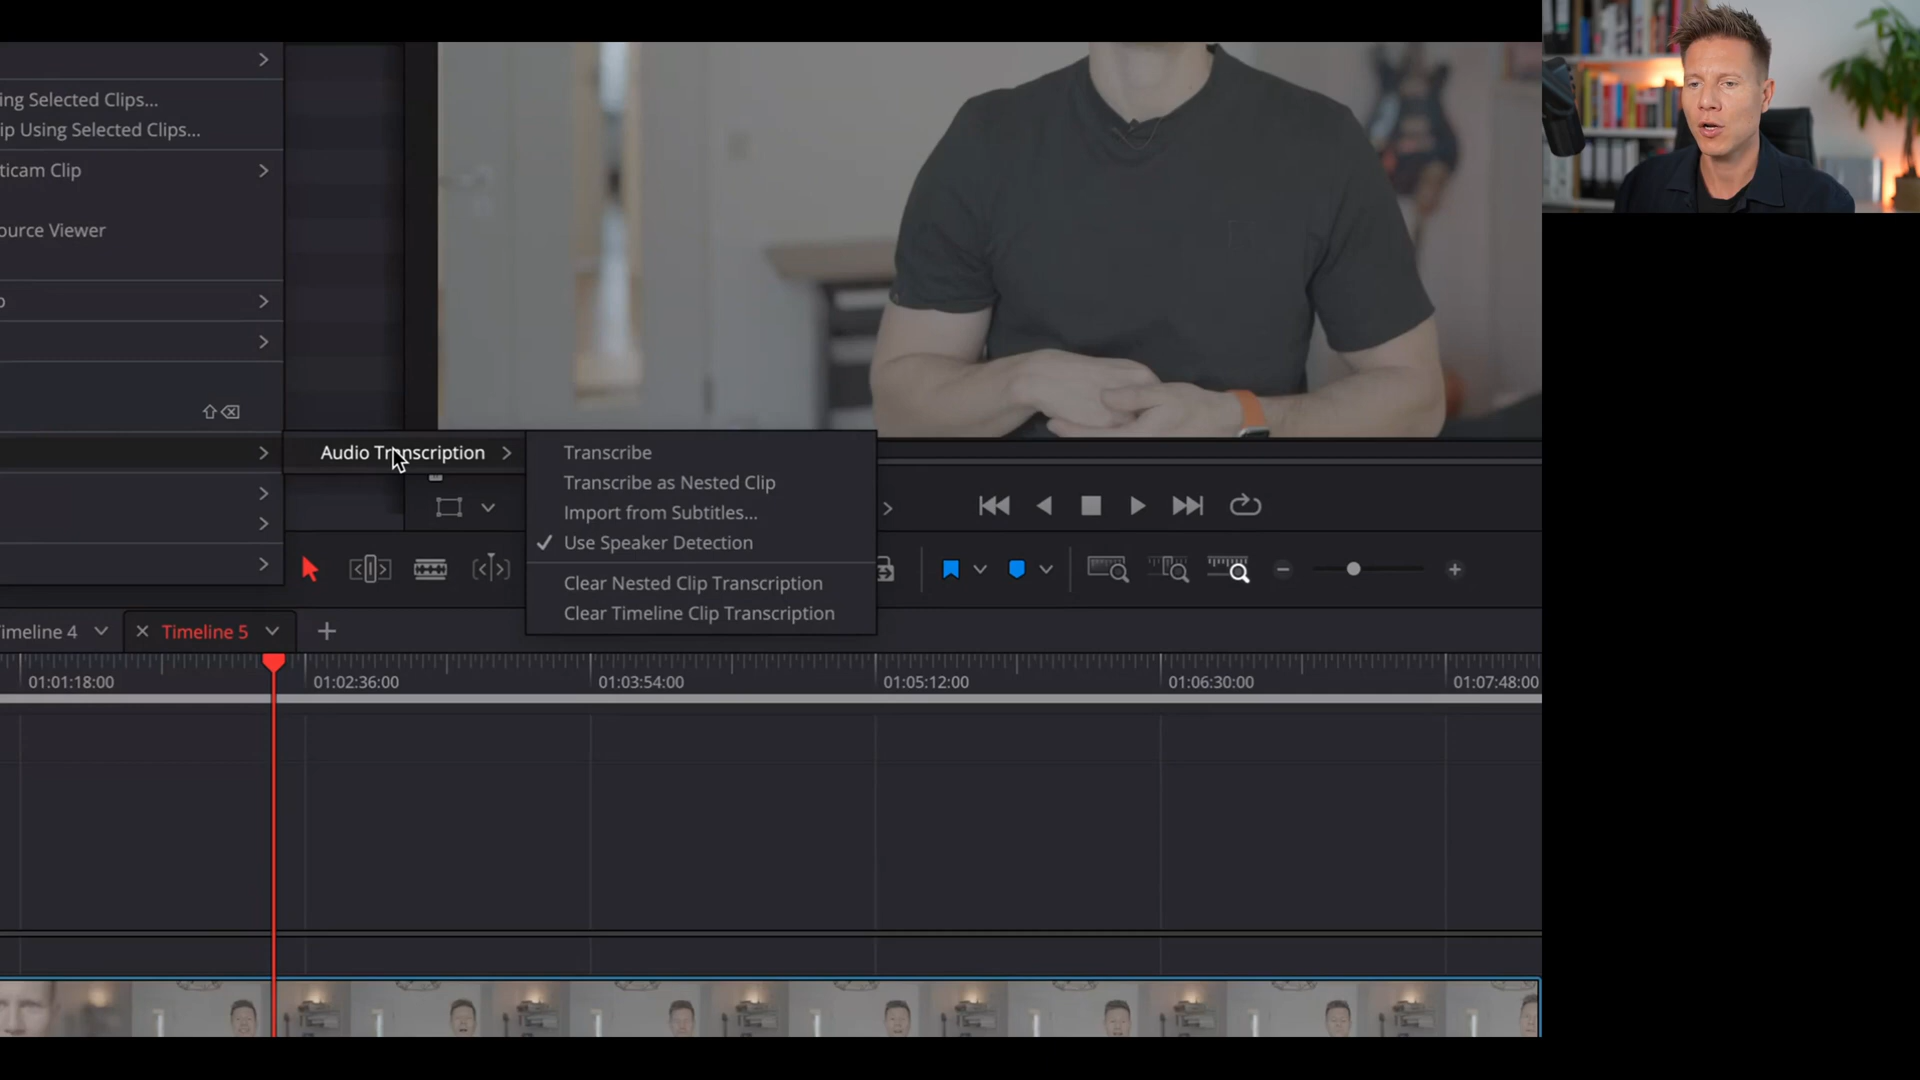 ing Selected Clips...
ip Using Selected Clips...
ticam Clip
ource Viewer
Audio Transcription
Transcribe
Transcribe as Nested Clip
Import from Subtitles...
Use Speaker Detection
Clear Nested Clip Transcription
Clear Timeline Clip Transcription
imeline 4
Timeline 5
01:01:18:00
01:02:36:00
01:03:54:00
01:05:12:00
01:06:30:00
01:07:48:00